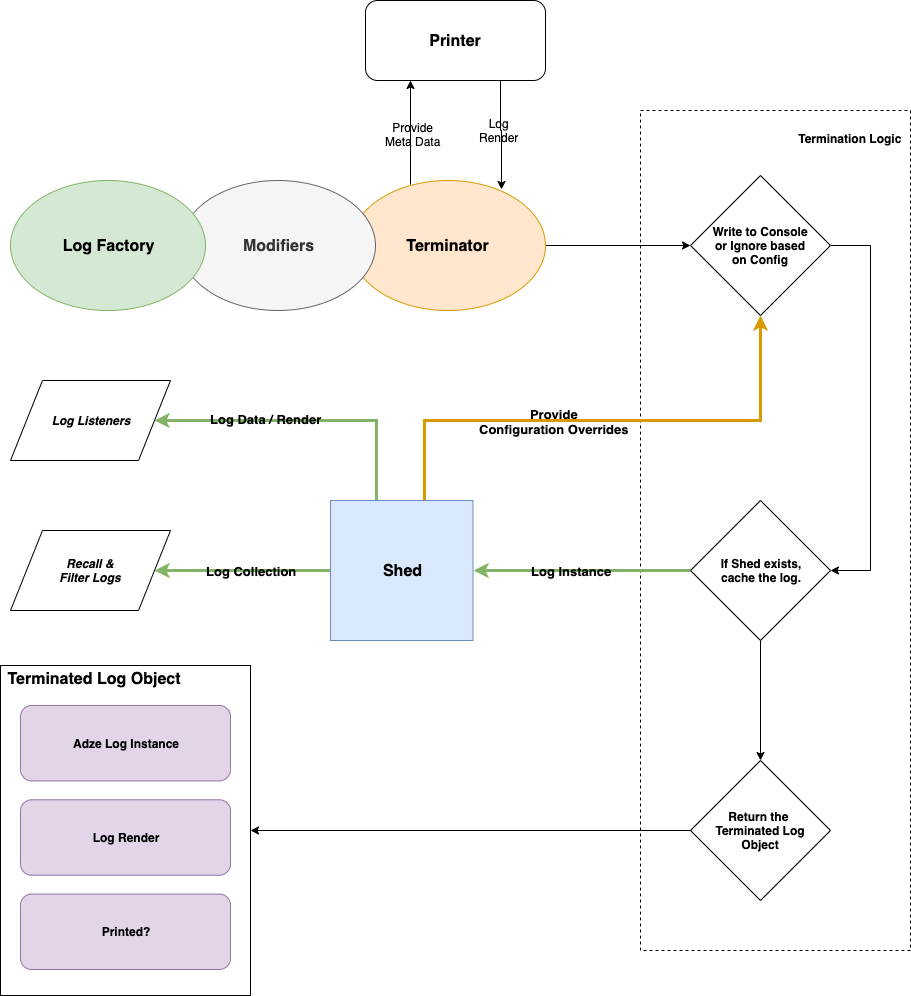 Printer
Provide
Meta Data
Log
Render
Termination Logic
Log Factory
Modifiers
Terminator
Write to Console
or Ignore based
on Config
Log Listeners
Log Data / Render
Provide
Configuration Overrides
Recall &
Filter Logs
Log Collection
Shed
Log Instance
If Shed exists,
cache the log.
Terminated Log Object
Adze Log Instance
Log Render
Printed?
Return the
Terminated Log
Object